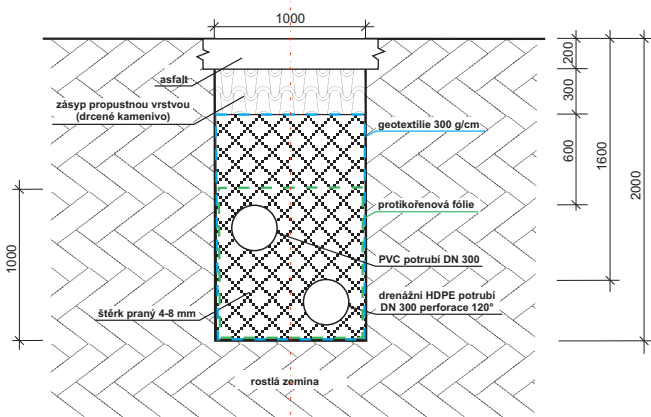 1000
asfalt
zásyp propustnou vrstvou
(drcené kamenivo)
geotextílie 300 g/cm
protikořenová fólie
PVC potrubí DN 300
drenážní HDPE potrubí
DN 300 perforace 120°
štěrk praný 4-8 mm
rostlá zemina
1000
200
300
600
1600
2000